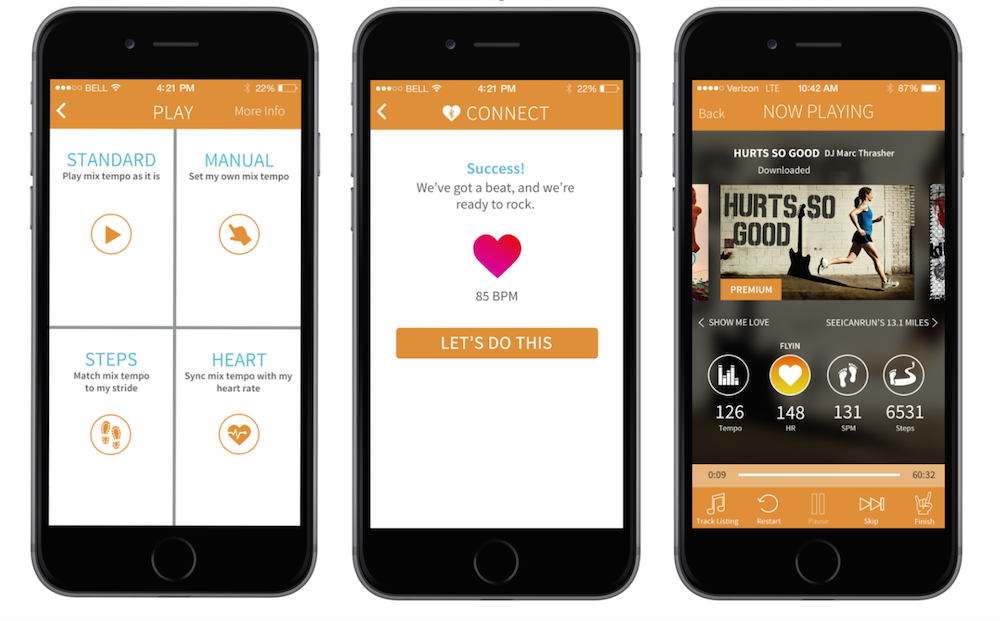 BELL 4:21 PM 22%
PLAY More Info
STANDARD
Play mix tempo as it is
MANUAL
Set my own mix tempo
STEPS
Match mix tempo
to my stride
HEART
Sync mix tempo with my
heart rate
BELL 4:21 PM 22%
CONNECT
Success!
We've got a beat, and we're
ready to rock.
85 BPM
LET'S DO THIS
Verizon LTE 10:42 AM 87%
Back NOW PLAYING
HURTS SO GOOD DJ Marc Thrasher
Downloaded
HURTS SO
GOOD
PREMIUM
SHOW ME LOVE SEEICANRUN'S 13.1 MILES
FLYIN
126 148 131 6531
Tempo HR SPM Steps
0:09 60:32
Track Listing Restart Pause Skip Finish